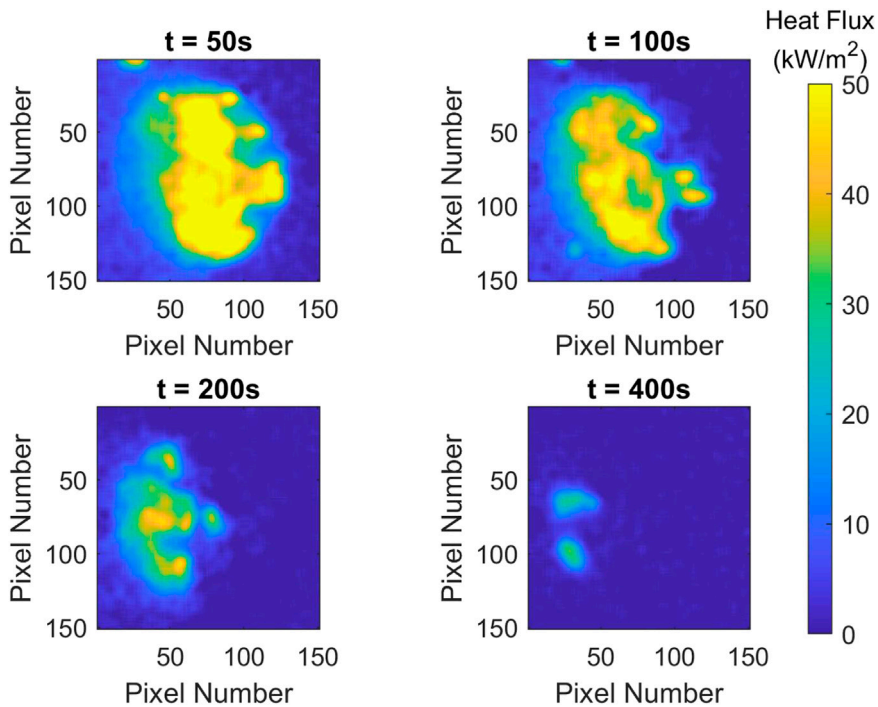 t = 50s
50
100
150
50 100 150
Pixel Number
Pixel Number
t = 100s
50
100
150
50 100 150
Pixel Number
Pixel Number
Heat Flux
(kW/m²)
50
40
30
20
10
0
t = 200s
50
100
150
50 100 150
Pixel Number
Pixel Number
t = 400s
50
100
150
50 100 150
Pixel Number
Pixel Number